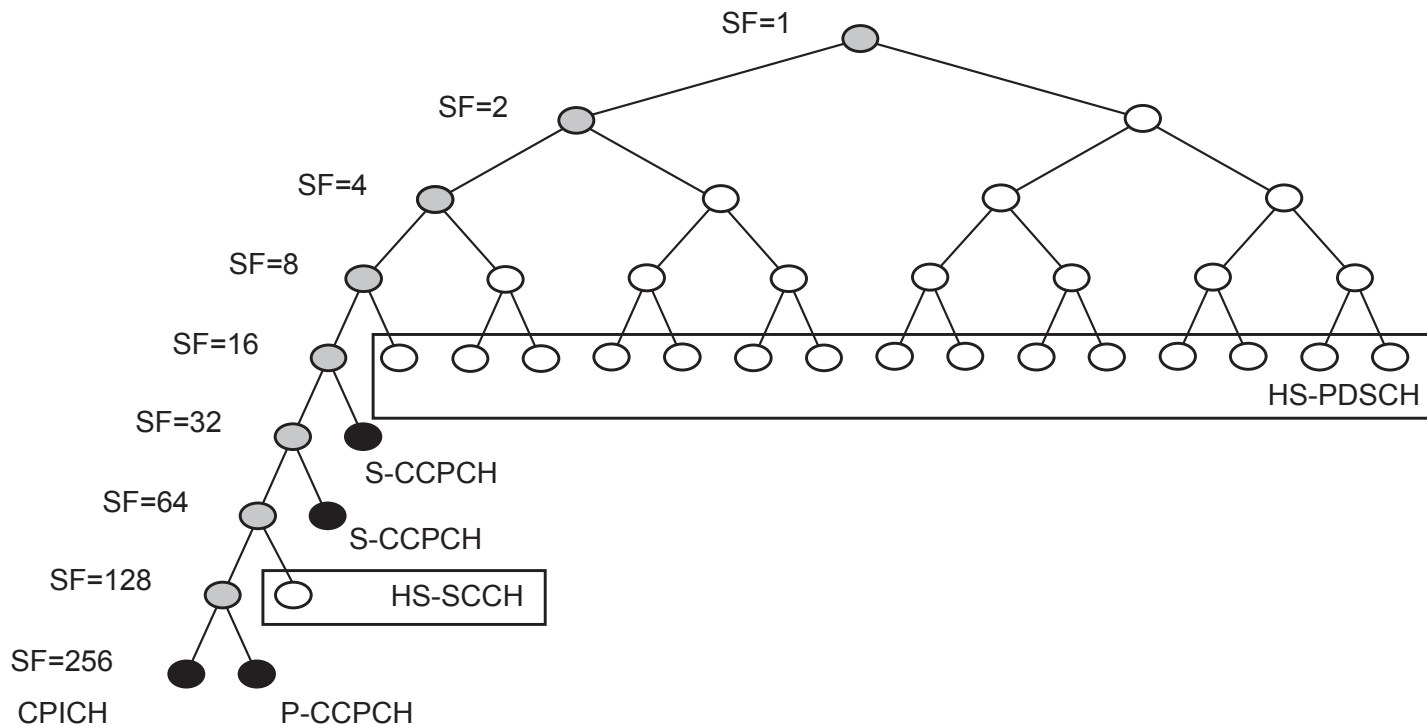 SF=1
SF=2
SF=4
SF=8
SF=16
HS-PDSCH
SF=32
S-CCPCH
SF=64
S-CCPCH
SF=128
HS-SCCH
SF=256
CPICH
P-CCPCH